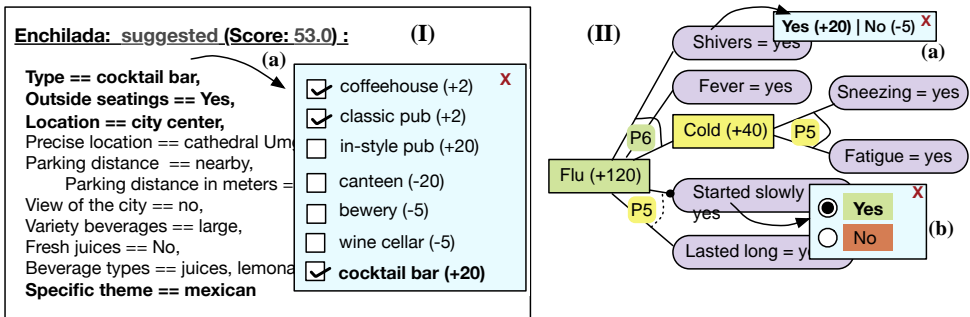 Enchilada: suggested (Score: 53.0) :
(I)
(a)
Type == cocktail bar,
Outside seatings == Yes,
Location == city center,
Precise location == cathedral
Parking distance == nearby,
Parking distance in meters =
View of the city == no,
Variety beverages == large,
Fresh juices == No,
Beverage types == juices,
Specific theme == mexican
X
coffeehouse (+2)
classic pub (+2)
in-style pub (+20)
canteen (-20)
bewery (-5)
wine cellar (-5)
cocktail bar (+20)
(II)
Yes (+20) | No (-5) X
(a)
Shivers = yes
Fever = yes
Sneezing = yes
P6
Cold (+40)
P5
Fatigue = yes
Flu (+120)
P5
Started slowly
yes
X
Yes
No
(b)
Lasted long =